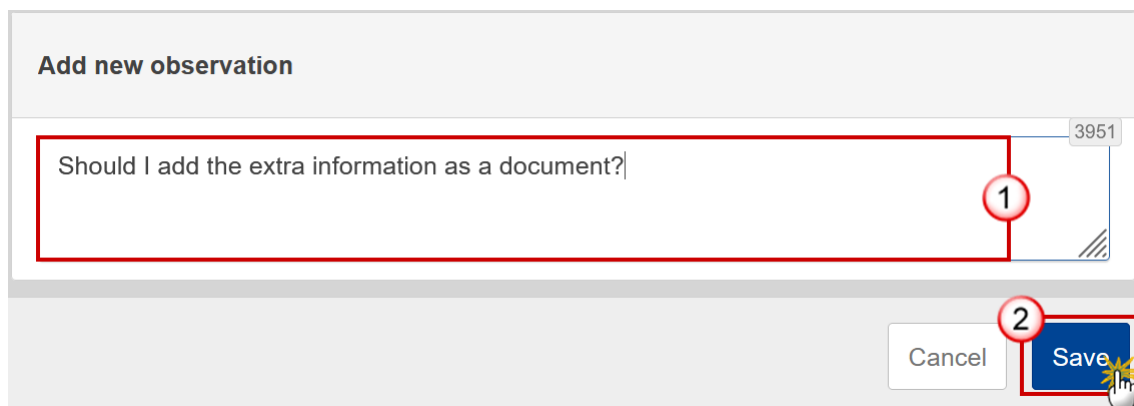 Add new observation
3951
Should I add the extra information as a document?
1
2
Cancel
Save